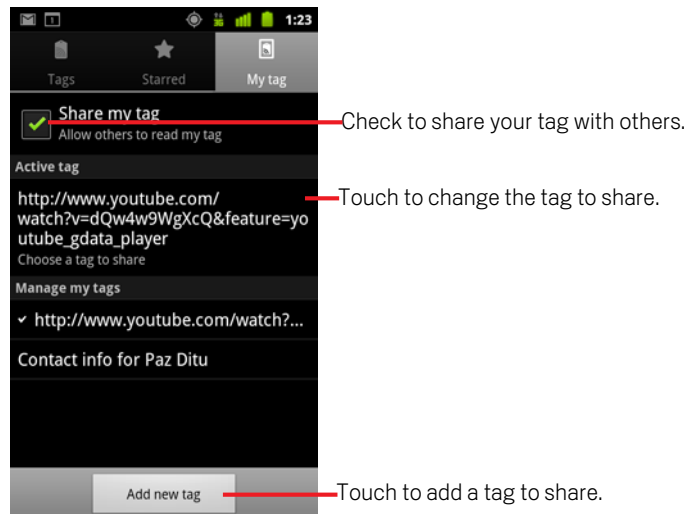 1:23
3G
1
Tags
Starred
My tag
Share my tag
Allow others to read my tag
Check to share your tag with others.
Active tag
http://www.youtube.com/
watch?v=dQw4w9WgXcQ&feature=yo
utube_gdata_player
Choose a tag to share
Touch to change the tag to share.
Manage my tags
http://www.youtube.com/watch?...
Contact info for Paz Ditu
Add new tag
Touch to add a tag to share.